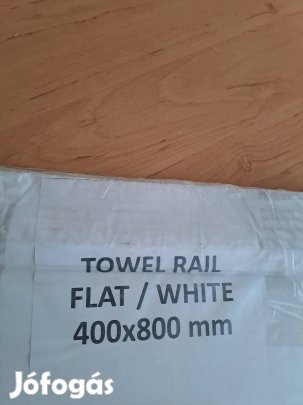 TOWEL RAIL
FLAT / WHITE
400x800 mm
Jófogás